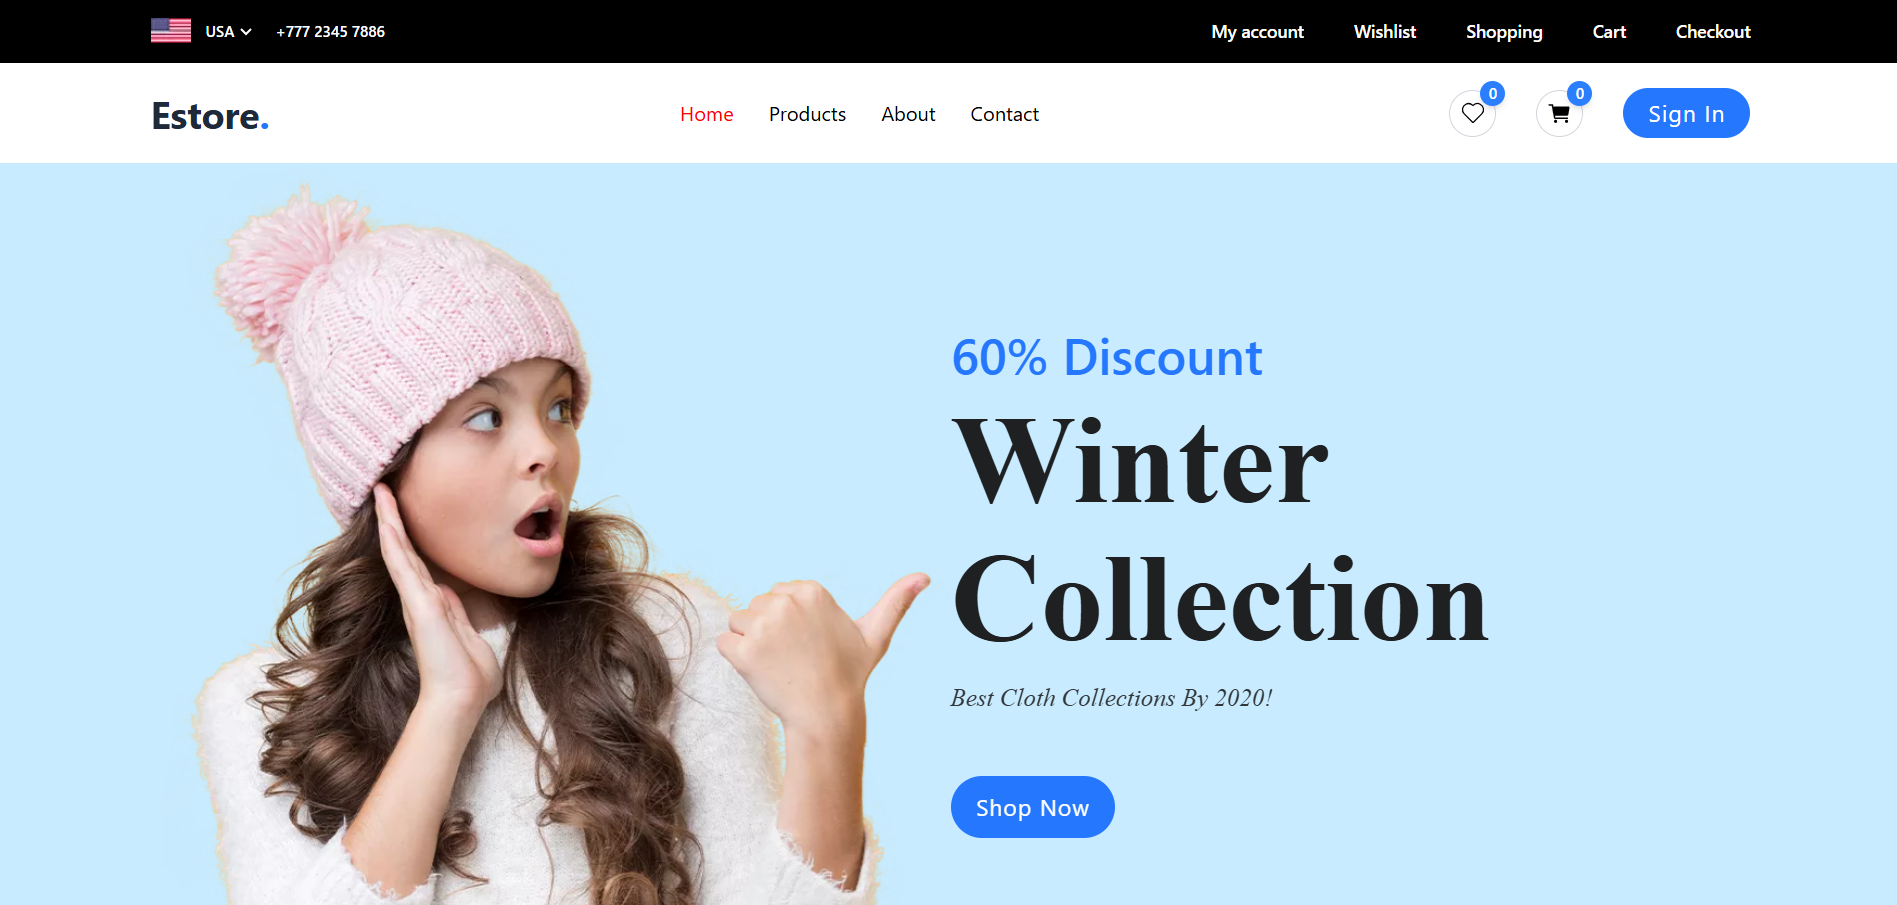 USA +777 2345 7886 My account Wishlist Shopping Cart Checkout
Estore. Home Products About Contact 0 0 Sign In
60% Discount
Winter
Collection
Best Cloth Collections By 2020!
Shop Now